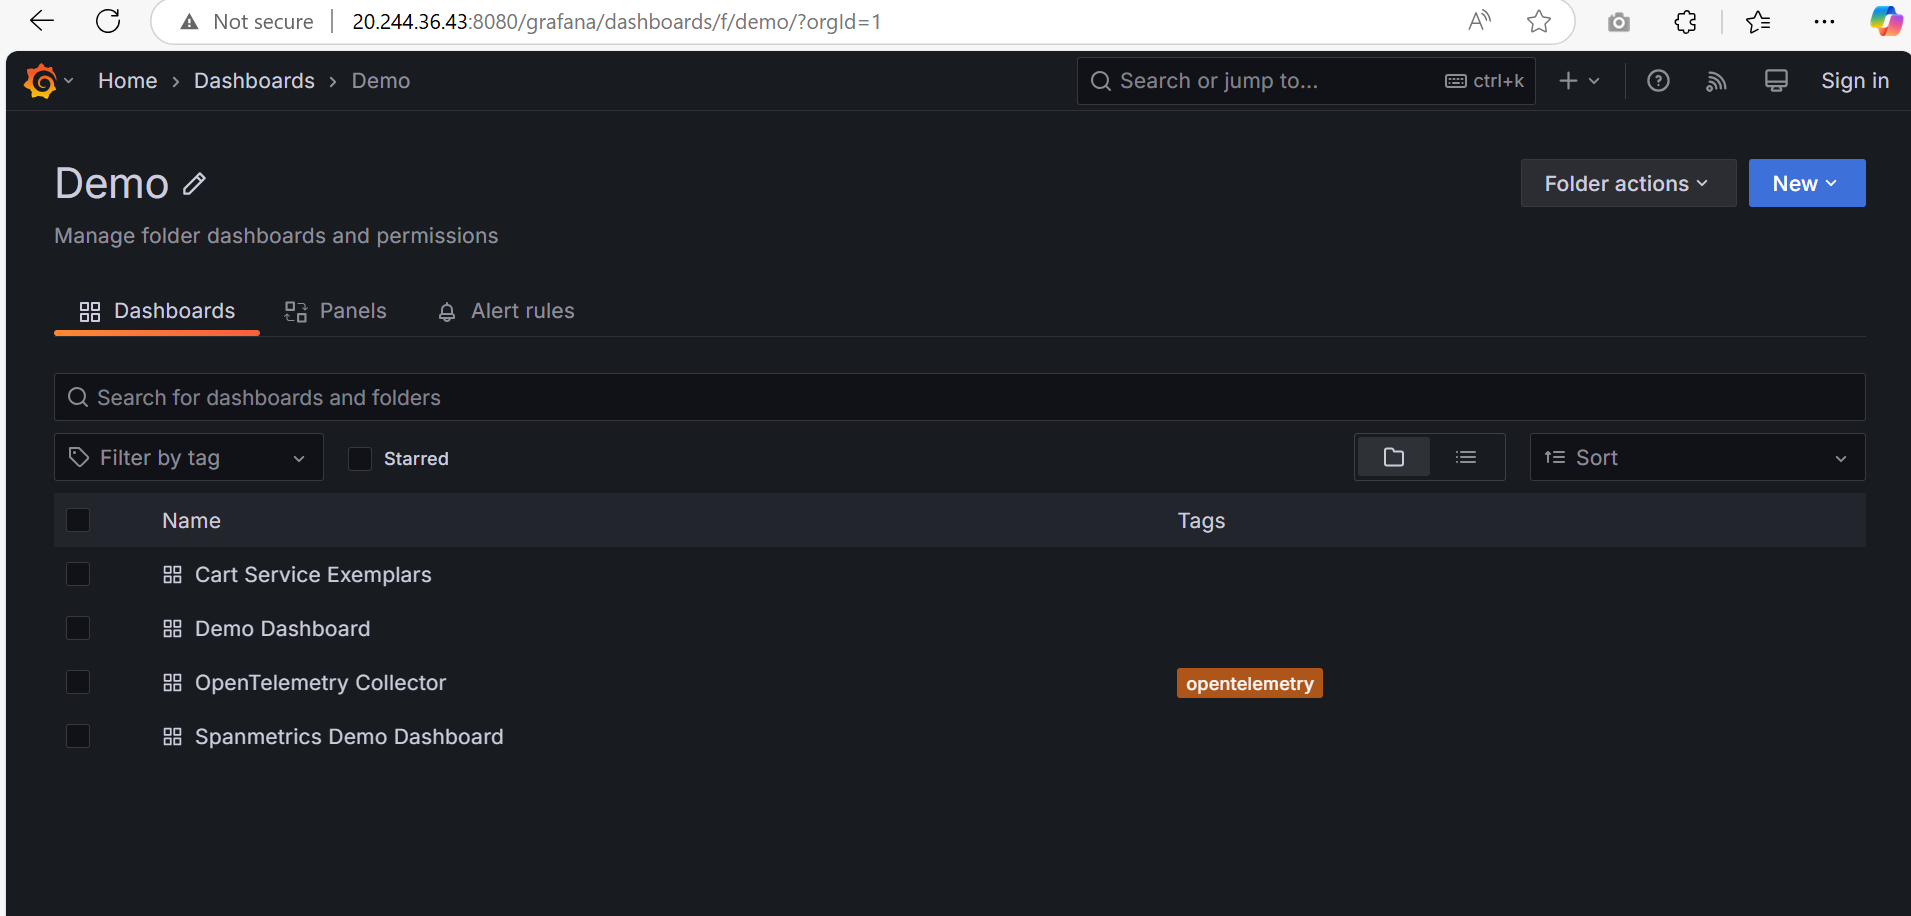 Not secure 20.244.36.43:8080/grafana/dashboards/f/demo/?orgId=1
Home › Dashboards › Demo Search or jump to... ctrl+k Sign in
Demo Folder actions New
Manage folder dashboards and permissions
Dashboards Panels Alert rules
Search for dashboards and folders
Filter by tag Starred Sort
Name Tags
Cart Service Exemplars
Demo Dashboard
OpenTelemetry Collector opentelemetry
Spanmetrics Demo Dashboard